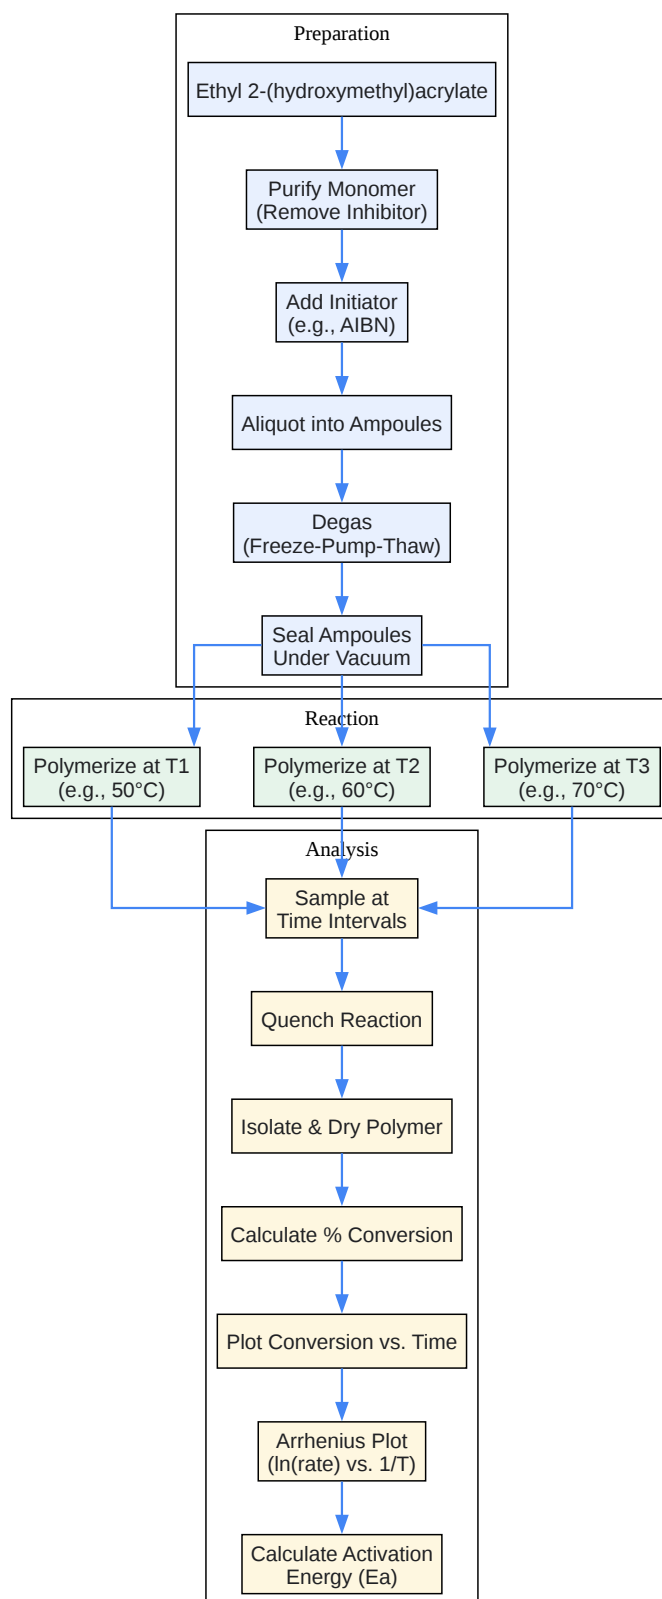 Preparation
Ethyl 2-(hydroxymethyl)acrylate
Purify Monomer
(Remove Inhibitor)
Add Initiator
(e.g., AIBN)
Aliquot into Ampoules
Degas
(Freeze-Pump-Thaw)
Seal Ampoules
Under Vacuum
Reaction
Polymerize at T1
(e.g., 50°C)
Polymerize at T2
(e.g., 60°C)
Polymerize at T3
(e.g., 70°C)
Analysis
Sample at
Time Intervals
Quench Reaction
Isolate & Dry Polymer
Calculate % Conversion
Plot Conversion vs. Time
Arrhenius Plot
(ln(rate) vs. 1/T)
Calculate Activation
Energy (Ea)